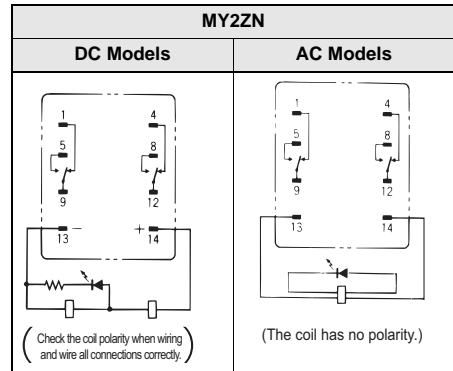 MY2ZN
DC Models
AC Models
1 4
5 8
9 12
13 − + 14
(Check the coil polarity when wiring
and wire all connections correctly.)
1 4
5 8
9 12
13 14
(The coil has no polarity.)